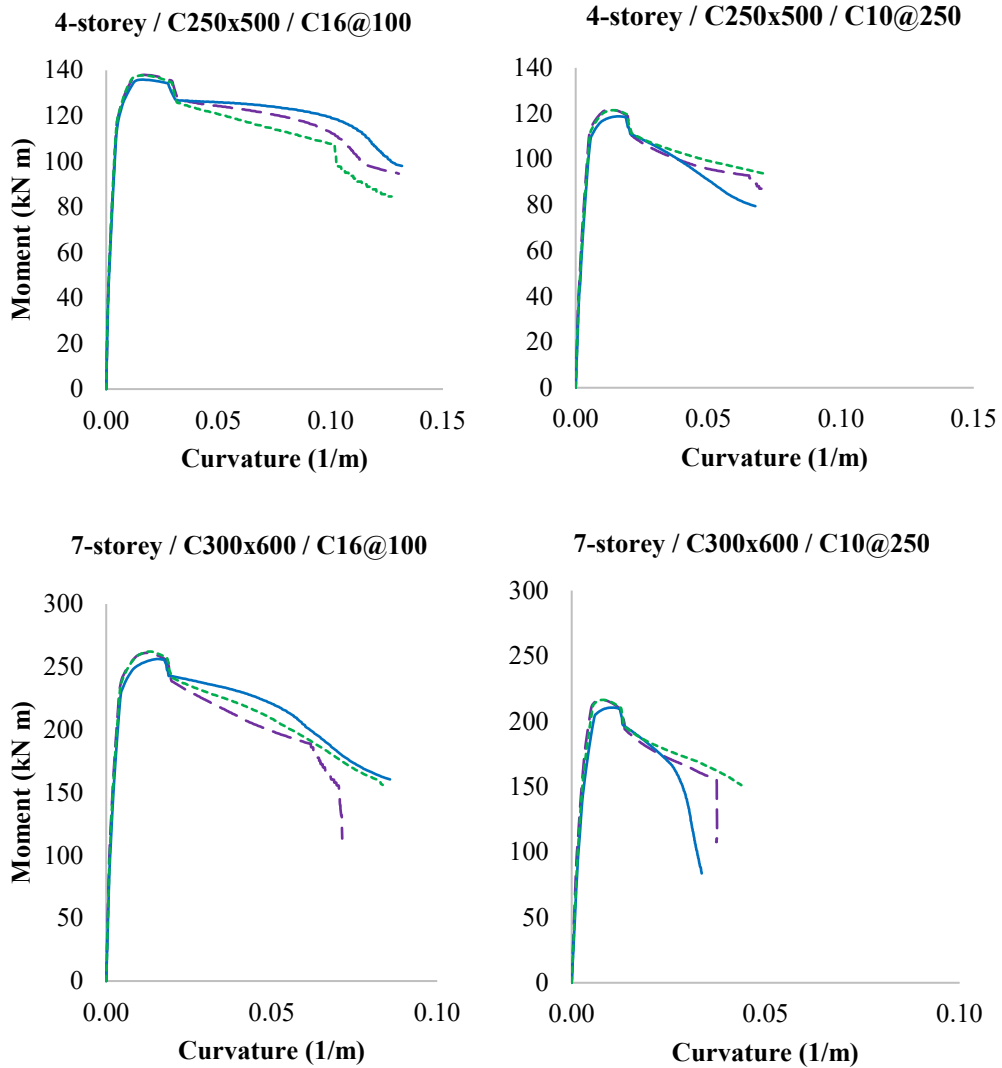 4-storey / C250x500 / C16@100
140
120
100
80
60
40
20
0
Moment (kN m)
0.00 0.05 0.10 0.15
Curvature (1/m)
4-storey / C250x500 / C10@250
140
120
100
80
60
40
20
0
0.00 0.05 0.10 0.15
Curvature (1/m)
7-storey / C300x600 / C16@100
300
250
200
150
100
50
0
Moment (kN m)
0.00 0.05 0.10
Curvature (1/m)
7-storey / C300x600 / C10@250
300
250
200
150
100
50
0
0.00 0.05 0.10
Curvature (1/m)